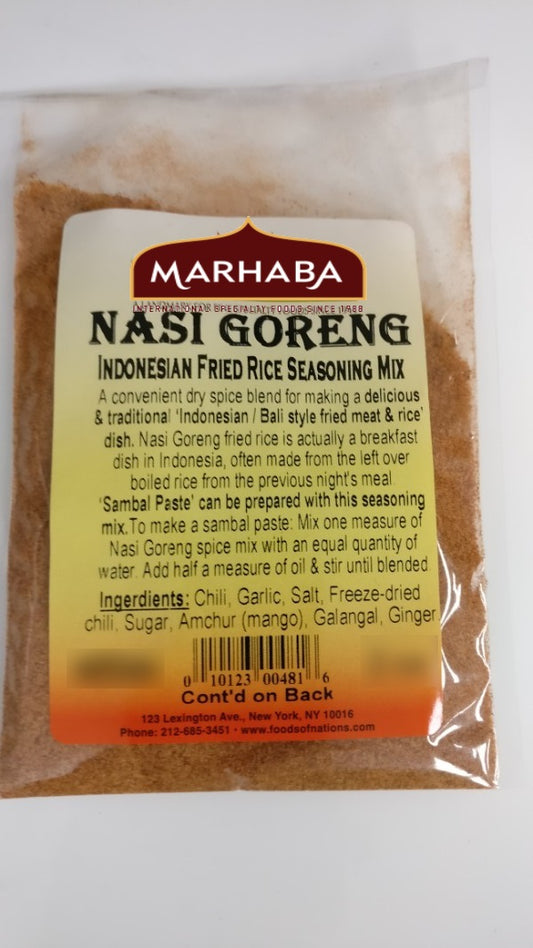 MARHABA
INTERNATIONAL SPECIALTY FOODS SINCE 1988
NASI GORENG
INDONESIAN FRIED RICE SEASONING MIX
A convenient dry spice blend for making a delicious
& traditional 'Indonesian / Bali style fried meat & rice'
dish. Nasi Goreng fried rice is actually a breakfast
dish in Indonesia, often made from the left over
boiled rice from the previous night's meal.
'Sambal Paste' can be prepared with this seasoning
mix.To make a sambal paste: Mix one measure of
Nasi Goreng spice mix with an equal quantity of
water. Add half a measure of oil & stir until blended
Ingerdients: Chili, Garlic, Salt, Freeze-dried
chili, Sugar, Amchur (mango), Galangal, Ginger.
0 10123 00481 6
Cont'd on Back
123 Lexington Ave., New York, NY 10016
Phone: 212-685-3451 • www.foodsofnations.com